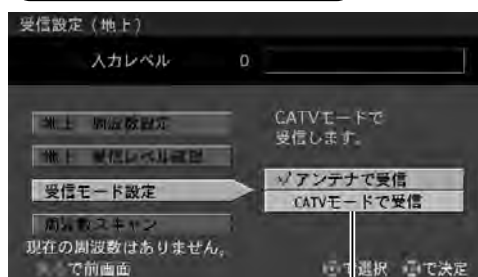 受信設定（地上）
入力レベル 0
地上 周波数設定
CATVモードで
受信します。
地上 受信レベル確認
受信モード設定
アンテナで受信
CATVモードで受信
周波数スキャン
現在の周波数はありません。
で前画面
で選択 で決定